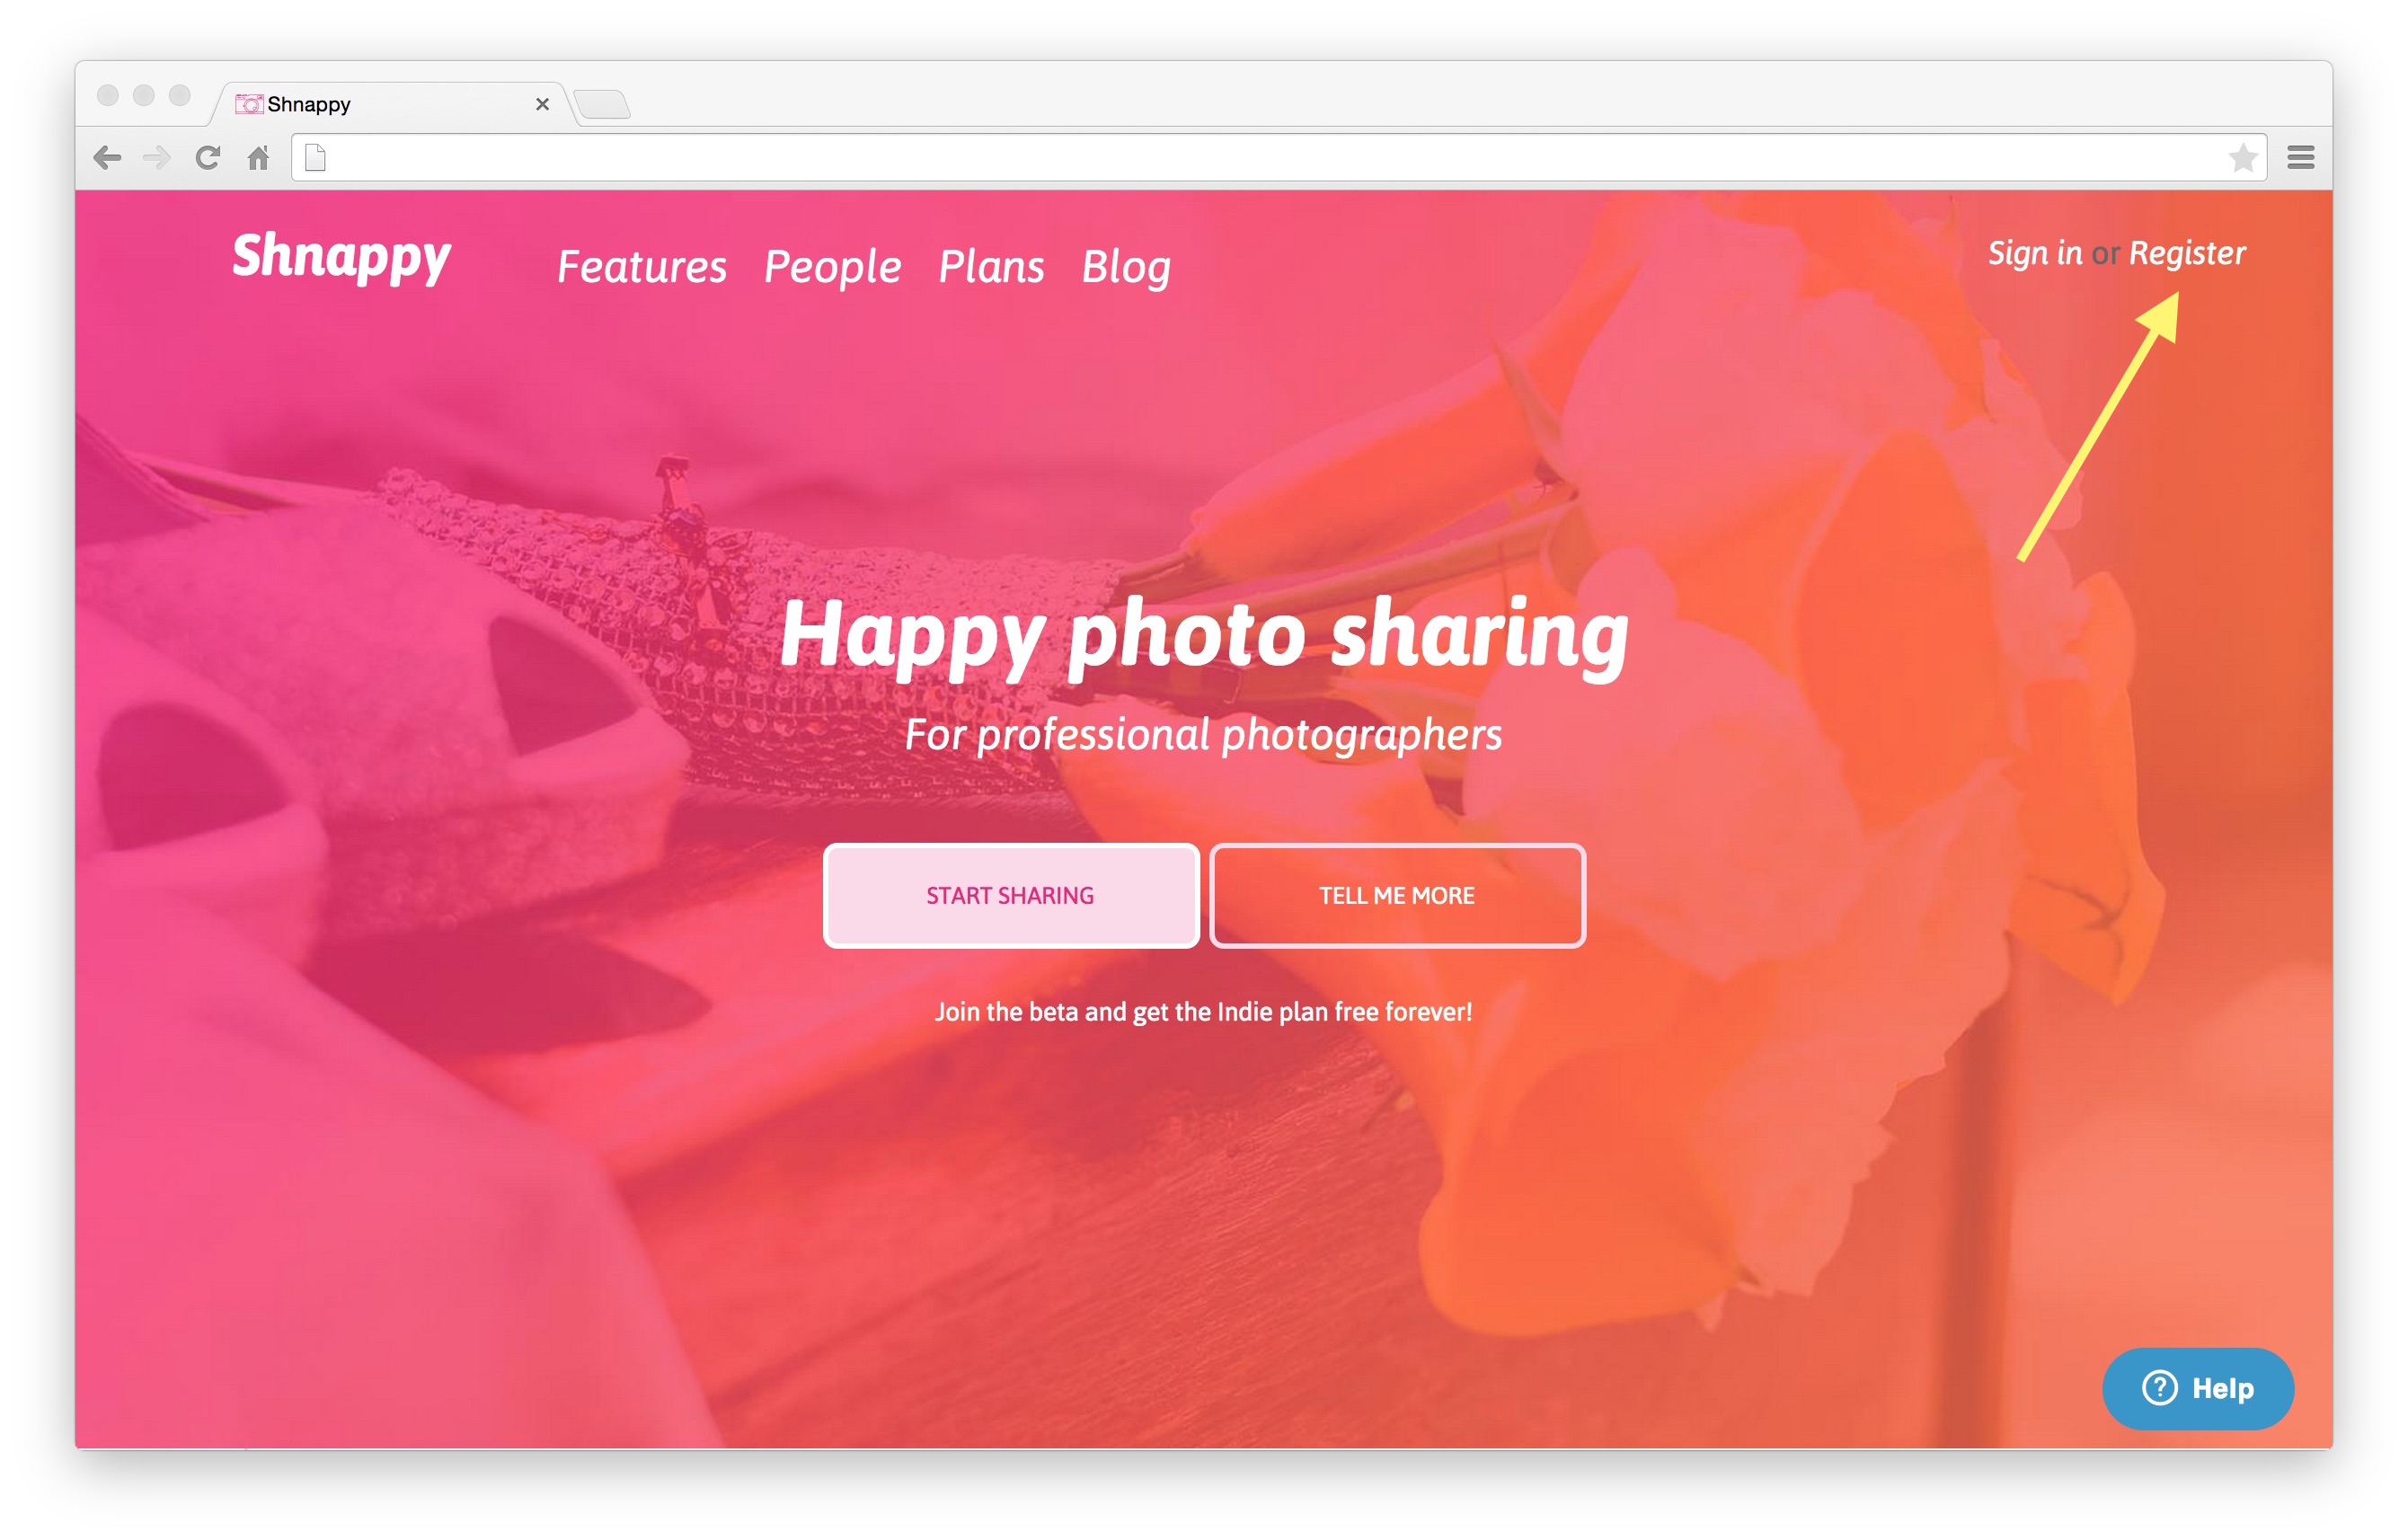 Shnappy
Shnappy
Features People Plans Blog
Sign in or Register
Happy photo sharing
For professional photographers
START SHARING
TELL ME MORE
Join the beta and get the Indie plan free forever!
Help